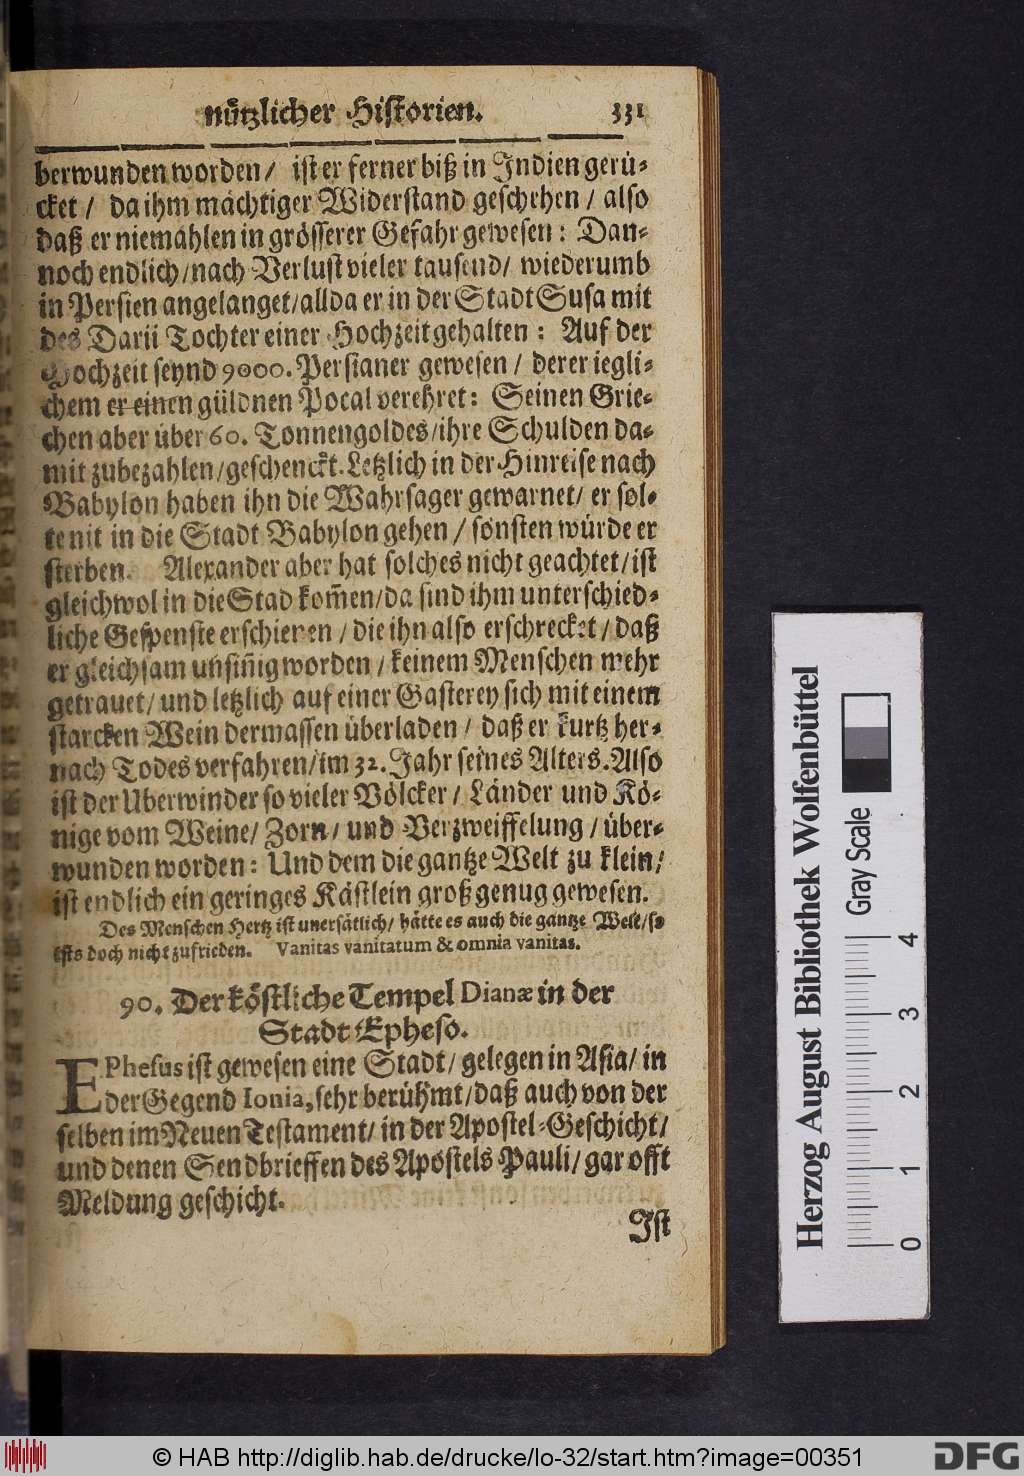 nützlicher Historien. 331
berwunden worden / ist er ferner biß in Indien gerü-
cket / da ihm mächtiger Widerstand geschehen / also
daß er niemahlen in grösserer Gefahr gewesen: Dan-
noch endlich / nach Verlust vieler tausend / wiederumb
in Persien angelanget / allda er in der Stadt Susa mit
des Darii Tochter einer Hochzeit gehalten: Auf der
Hochzeit seynd 9000. Persianer gewesen / derer iegli-
chem er einen güldnen Pocal verehret: Seinen Grie-
chen aber über 60. Tonnengoldes / ihre Schulden da-
mit zubezahlen / geschenckt. Letzlich in der Hinreise nach
Babylon haben ihn die Wahrsager gewarnet / er sol-
te nit in die Stadt Babylon gehen / sonsten würde er
sterben. Alexander aber hat solches nicht geachtet / ist
gleichwol in die Stad kom̃en / da sind ihm unterschied-
liche Gespenste erschienen / die ihn also erschrecket / daß
er gleichsam unsiñig worden / keinem Menschen mehr
getrauet / und letzlich auf einer Gasterey sich mit einem
starcken Wein dermassen überladen / daß er kurtz her-
nach Todes verfahren / im 32. Jahr seines Alters. Also
ist der Uberwinder so vieler Völcker / Länder und Kö-
nige vom Weine / Zorn / und Verzweiffelung / über-
wunden worden: Und dem die gantze Welt zu klein /
ist endlich ein geringes Kästlein groß genug gewesen.
Des Menschen Hertz ist unersätlich / hätte es auch die gantze Welt / so
ists doch nicht zufrieden. Vanitas vanitatum & omnia vanitas.
90. Der köstliche Tempel Dianæ in der
Stadt Epheso.
EPhesus ist gewesen eine Stadt / gelegen in Asia / in
der Gegend Ionia, sehr berühmt / daß auch von der
selben im Neuen Testament / in der Apostel-Geschicht /
und denen Sendbrieffen des Apostels Pauli / gar offt
Meldung geschicht.
Ist
Herzog August Bibliothek Wolfenbüttel
Gray Scale
0 1 2 3 4
© HAB http://diglib.hab.de/drucke/lo-32/start.htm?image=00351
DFG